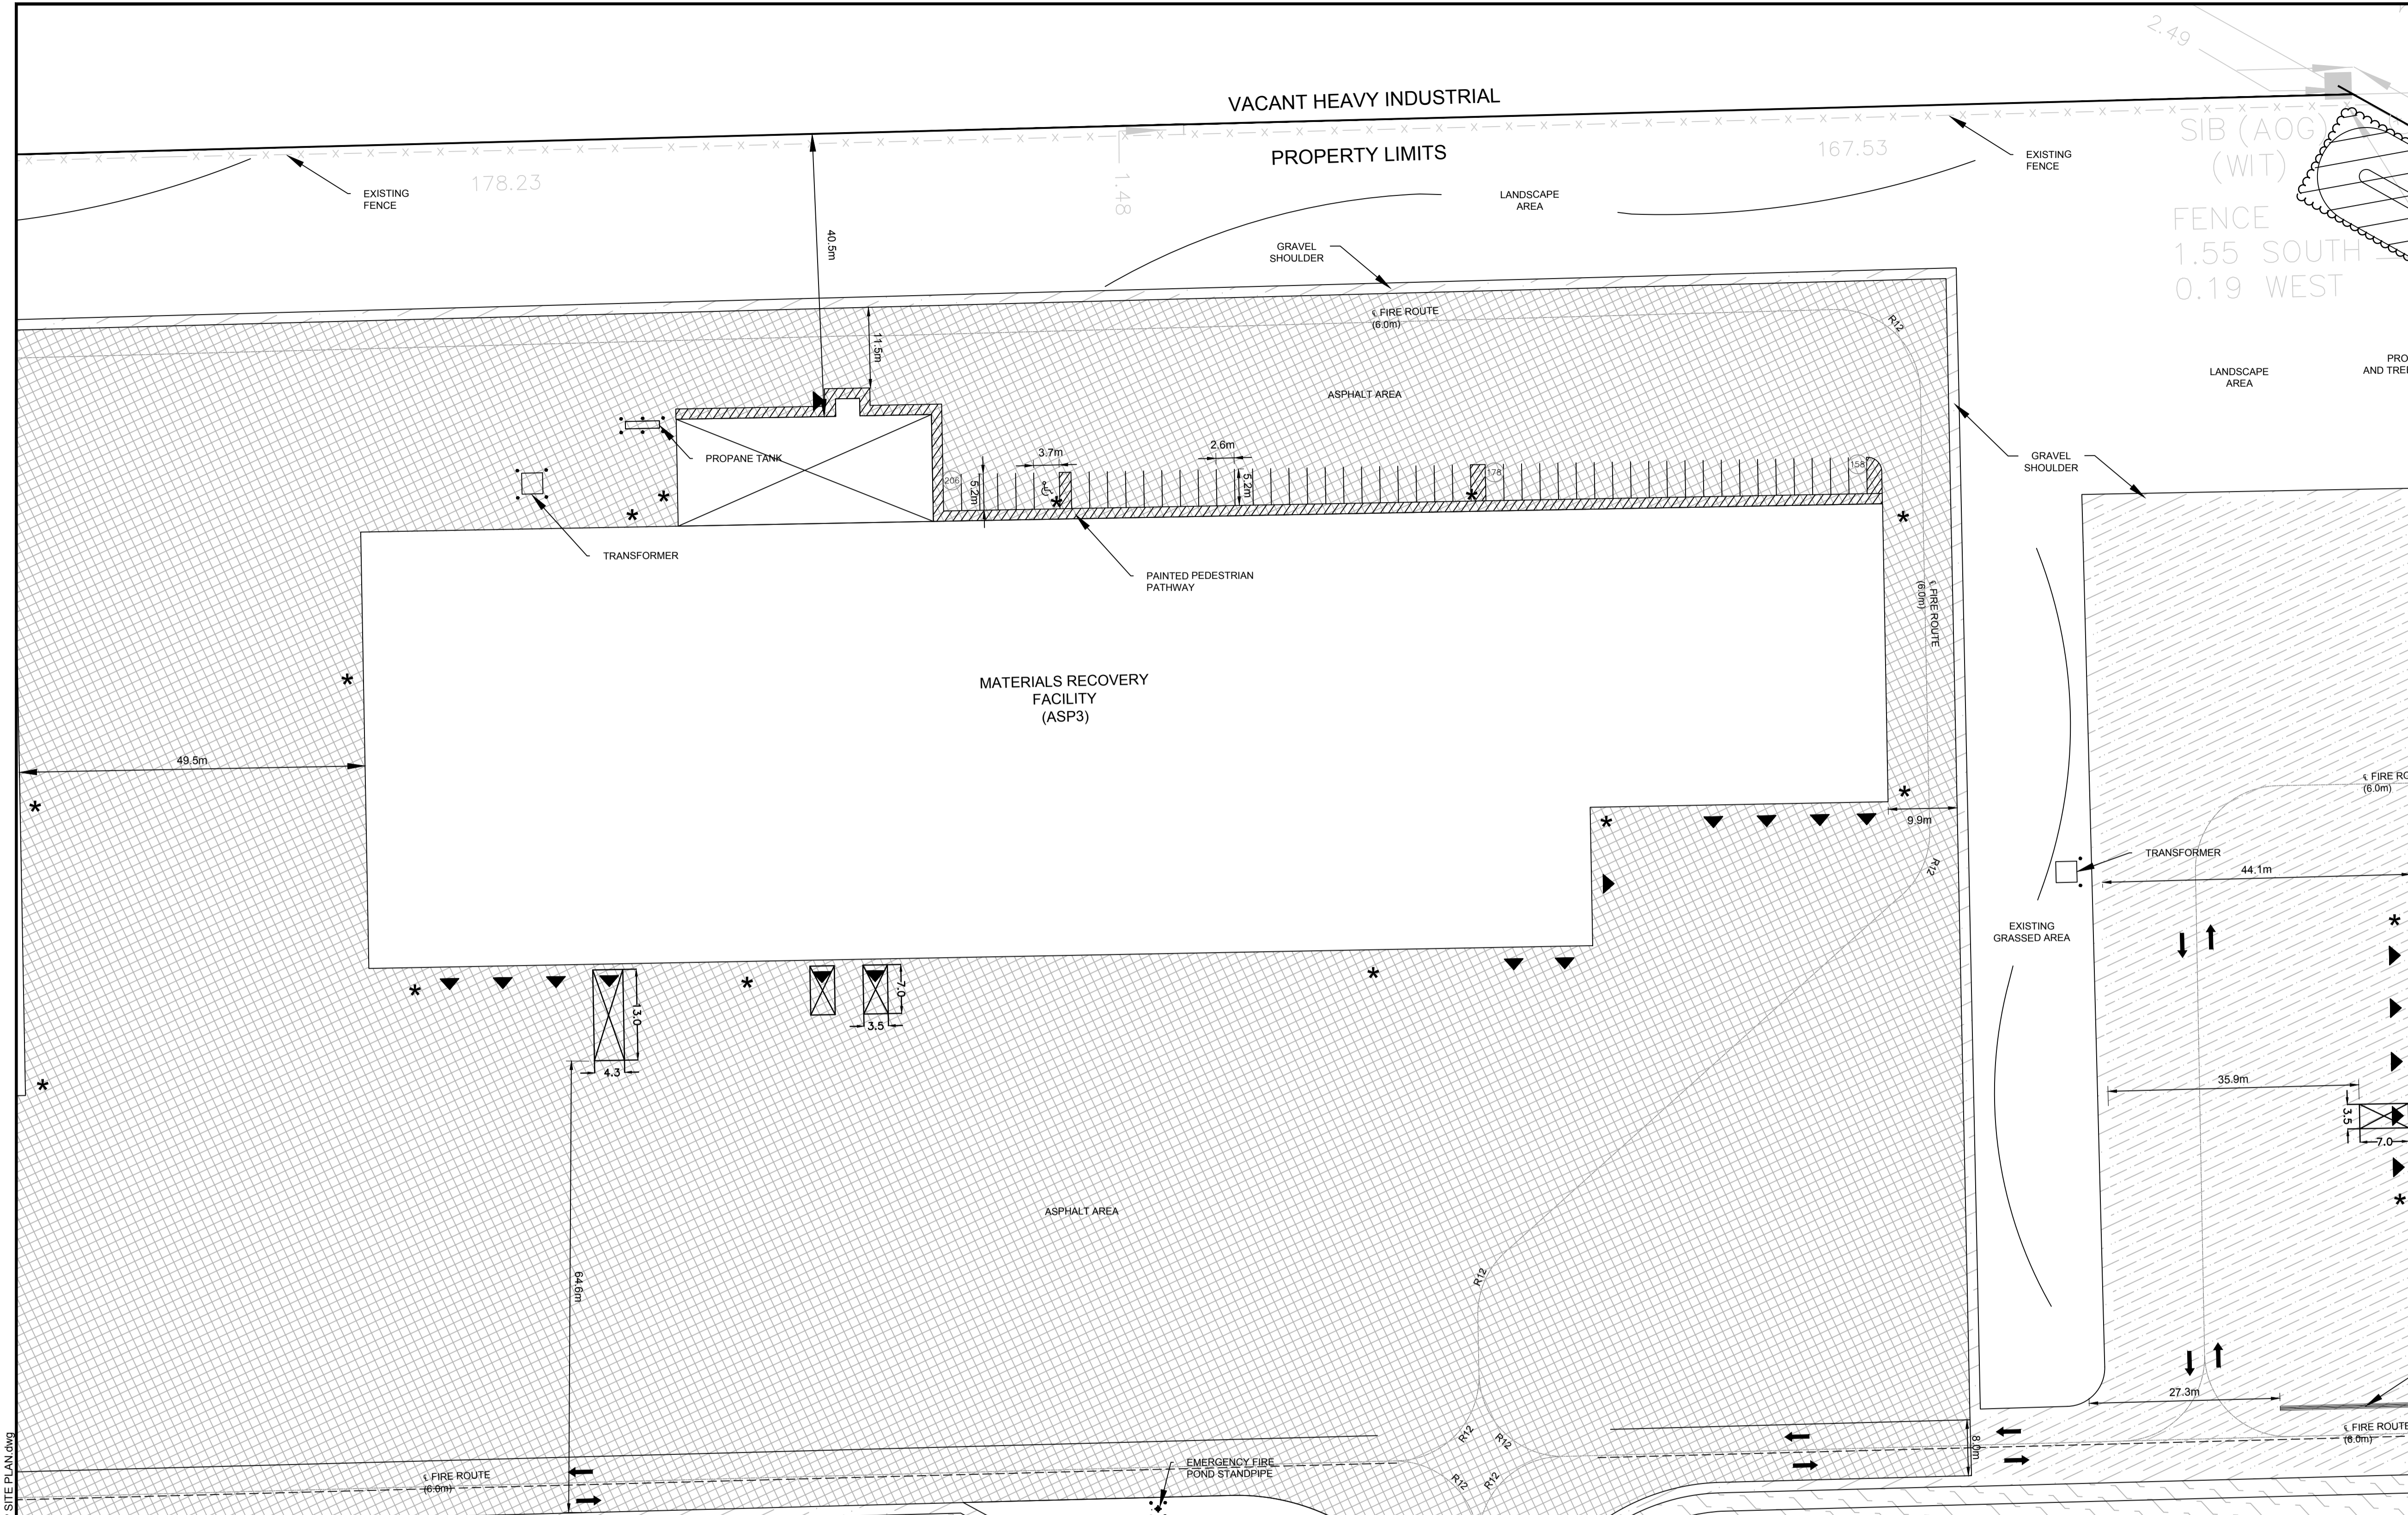 2.49
VACANT HEAVY INDUSTRIAL
PROPERTY LIMITS
178.23
1.48
167.53
EXISTING
FENCE
EXISTING
FENCE
SIB (AOG)
(WIT)
FENCE
1.55 SOUTH
0.19 WEST
LANDSCAPE
AREA
40.5m
GRAVEL
SHOULDER
℄ FIRE ROUTE
(6.0m)
R12
11.5m
ASPHALT AREA
LANDSCAPE
AREA
PRO
AND TRE
PROPANE TANK
206
5.2m
3.7m
2.6m
5.2m
178
158
GRAVEL
SHOULDER
TRANSFORMER
PAINTED PEDESTRIAN
PATHWAY
℄ FIRE ROUTE
(6.0m)
MATERIALS RECOVERY
FACILITY
(ASP3)
49.5m
9.9m
R12
℄ FIRE RO
(6.0m)
TRANSFORMER
44.1m
EXISTING
GRASSED AREA
13.0
4.3
7.0
3.5
35.9m
3.5
7.0
ASPHALT AREA
64.6m
R12
27.3m
R12
R12
R12
R12
8.0m
℄ FIRE ROUTE
(6.0m)
℄ FIRE ROUTE
(6.0m)
EMERGENCY FIRE
POND STANDPIPE
SITE PLAN.dwg